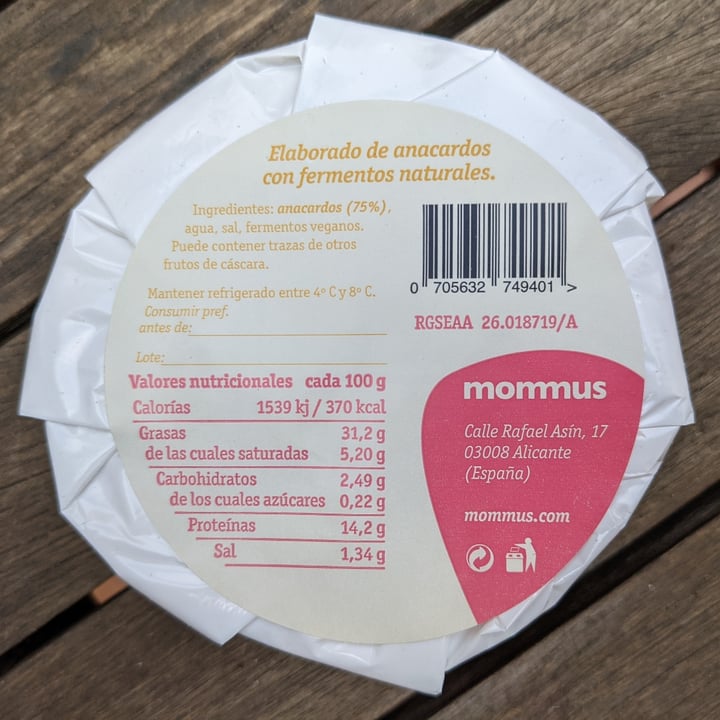 Elaborado de anacardos
con fermentos naturales.
Ingredientes: anacardos (75%),
agua, sal, fermentos veganos.
Puede contener trazas de otros
frutos de cáscara.
Mantener refrigerado entre 4º C y 8º C.
Consumir pref.
antes de:
Lote:
Valores nutricionales cada 100 g
Calorías 1539 kj / 370 kcal
Grasas 31,2 g
de las cuales saturadas 5,20 g
Carbohidratos 2,49 g
de los cuales azúcares 0,22 g
Proteínas 14,2 g
Sal 1,34 g
0 705632 749401 >
RGSEAA 26.018719/A
mommus
Calle Rafael Asín, 17
03008 Alicante
(España)
mommus.com